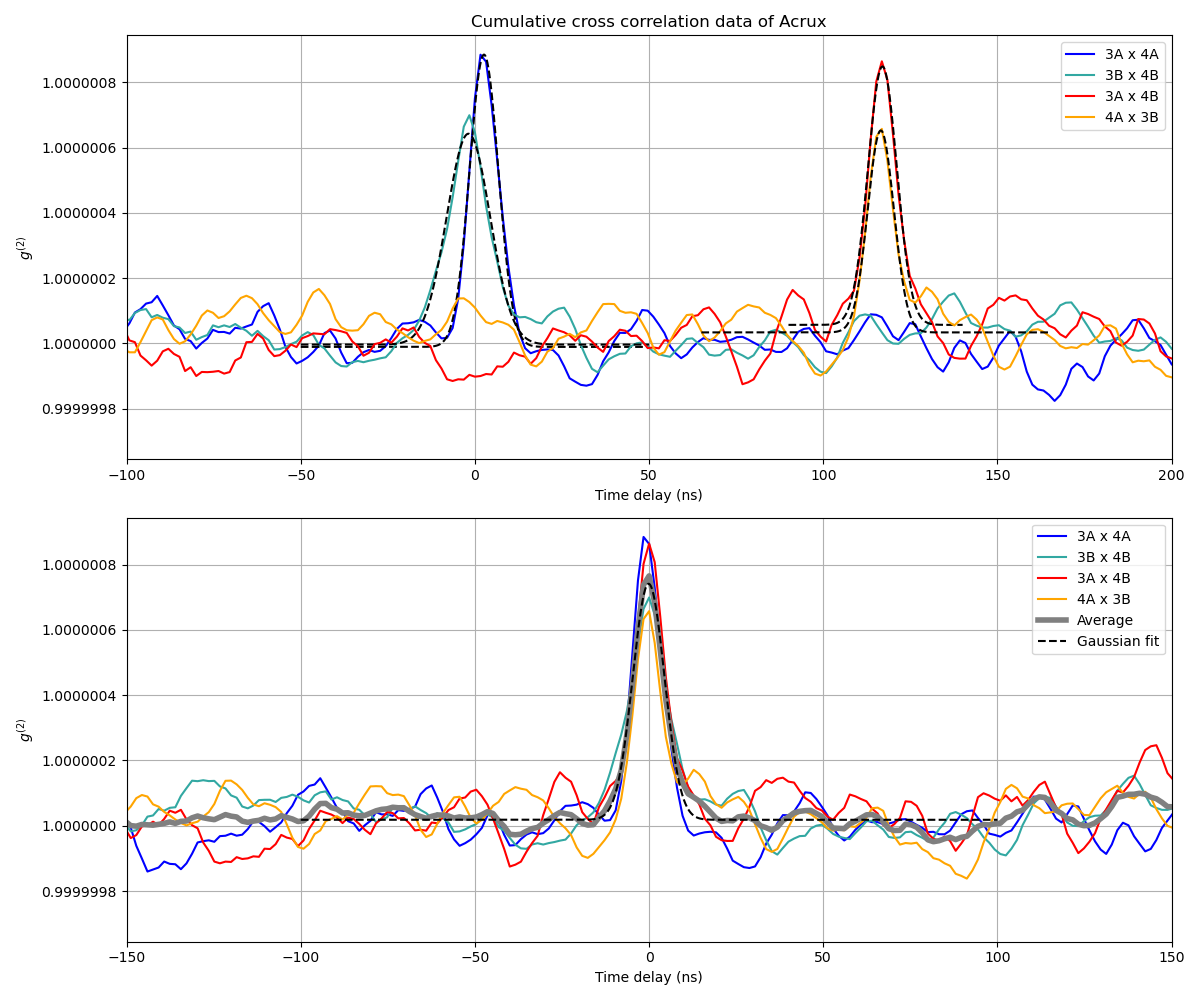 Cumulative cross correlation data of Acrux
3A x 4A
3B x 4B
3A x 4B
4A x 3B
1.0000008
1.0000006
1.0000004
1.0000002
1.0000000
0.9999998
g⁽²⁾
−100
−50
0
50
100
150
200
Time delay (ns)
3A x 4A
3B x 4B
3A x 4B
4A x 3B
Average
Gaussian fit
1.0000008
1.0000006
1.0000004
1.0000002
1.0000000
0.9999998
g⁽²⁾
−150
−100
−50
0
50
100
150
Time delay (ns)